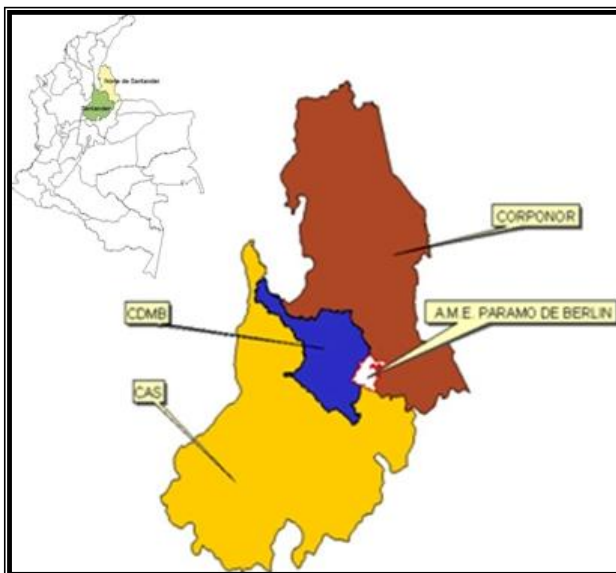 Norte de Santander
Santander
CORPONOR
A.M.E. PARAMO DE BERLIN
CDMB
CAS